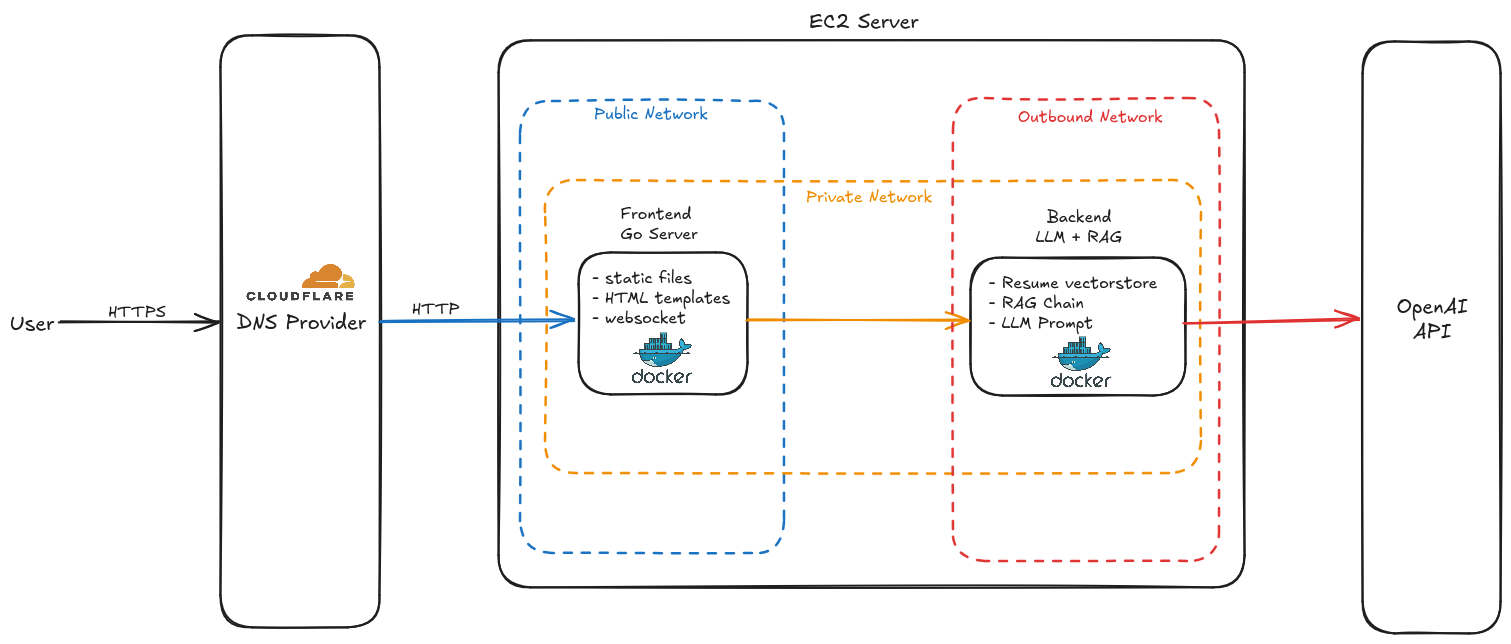 EC2 Server
Public Network
Outbound Network
Private Network
Frontend
Go Server
Backend
LLM + RAG
- static files
- HTML templates
- websocket
docker
- Resume vectorstore
- RAG Chain
- LLM Prompt
docker
User
HTTPS
CLOUDFLARE
DNS Provider
HTTP
OpenAI
API